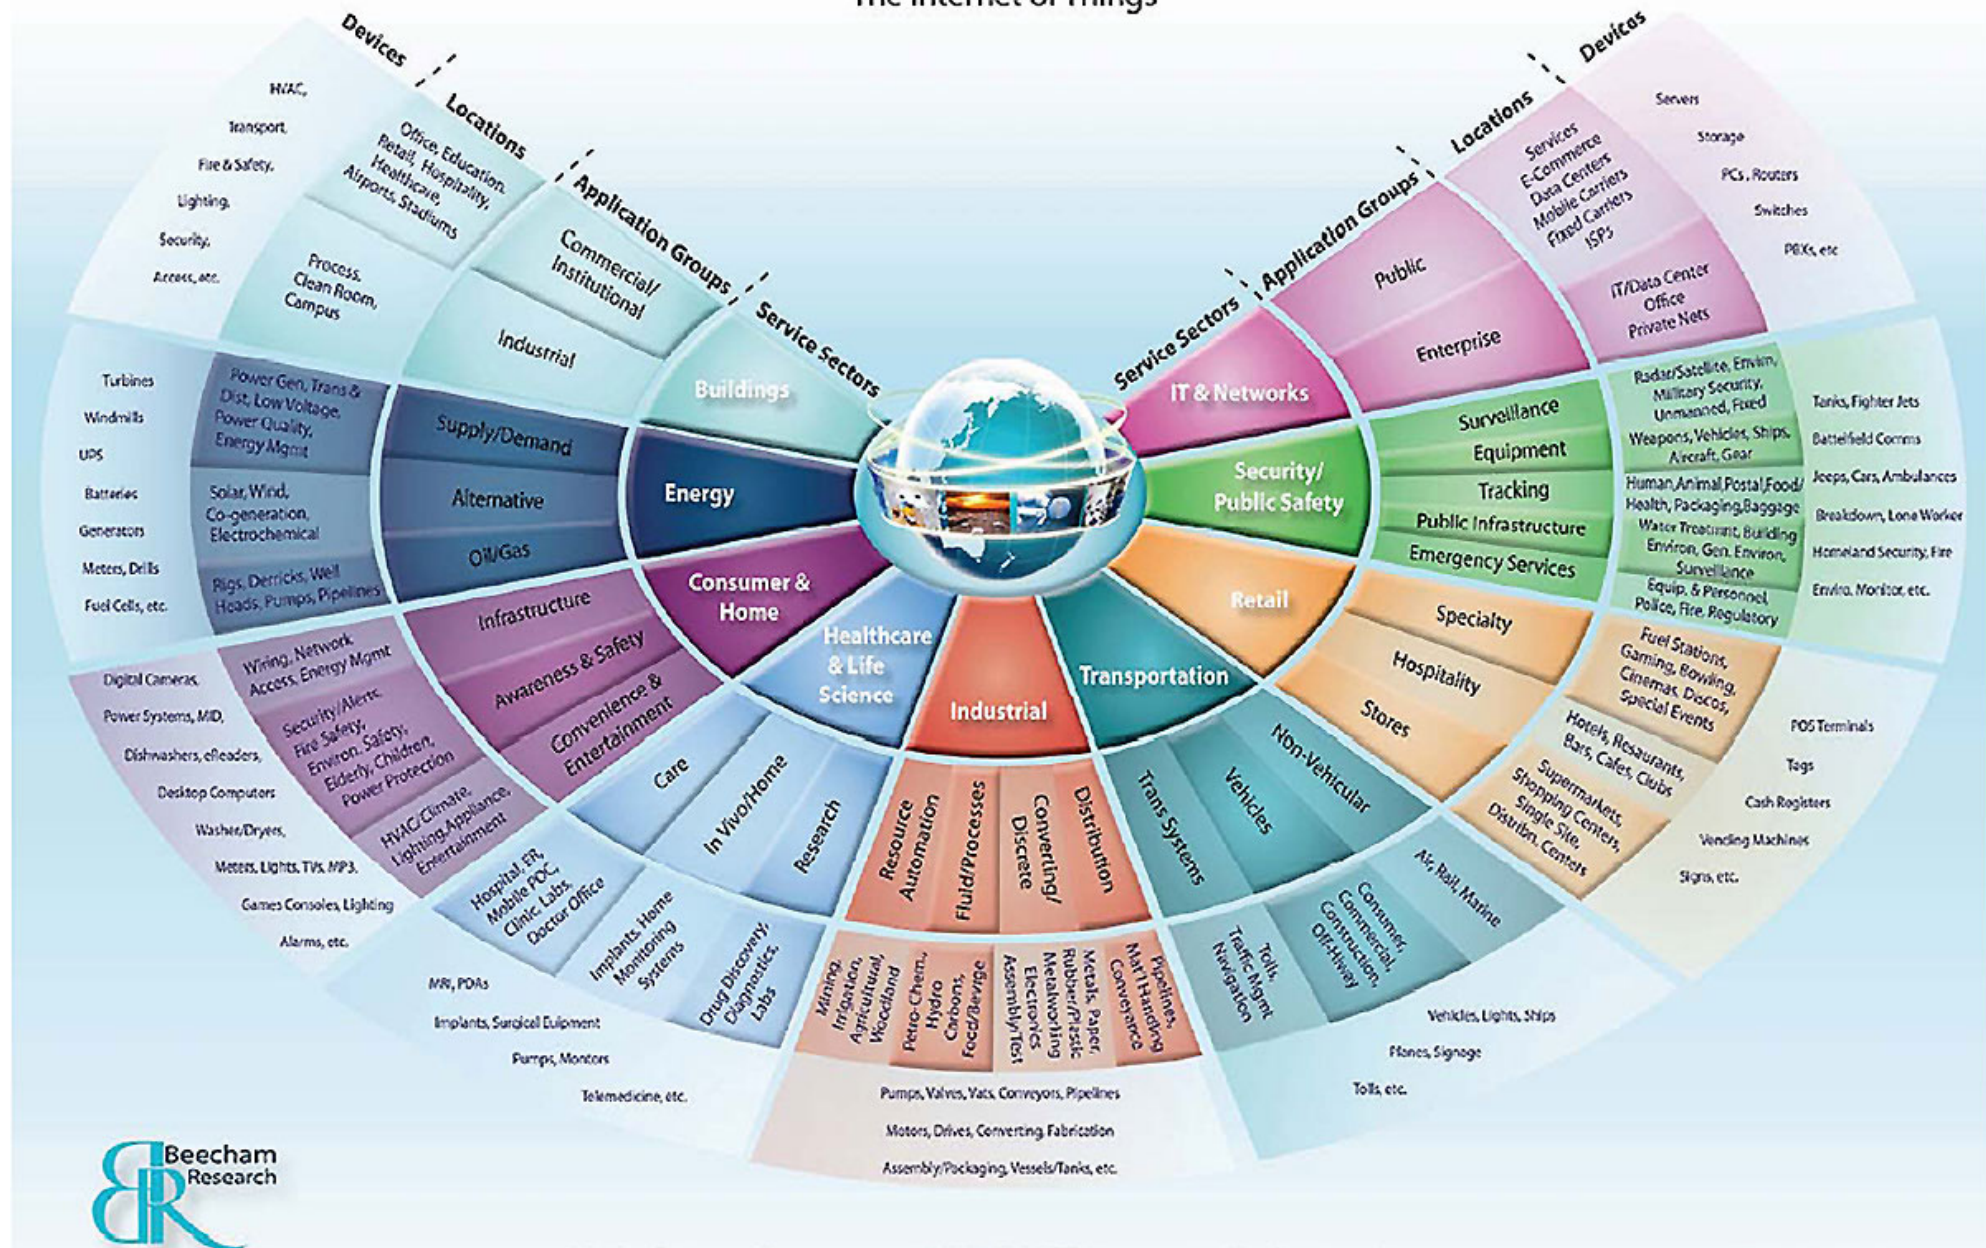 The Internet of Things
Devices
Locations
Application Groups
Service Sectors
HVAC,
Transport,
Fire & Safety,
Lighting,
Security,
Access, etc.
Office, Education,
Retail, Hospitality,
Healthcare,
Airports, Stadiums
Process,
Clean Room,
Campus
Commercial/
Institutional
Industrial
Buildings
Turbines
Windmills
UPS
Batteries
Generators
Meters, Drills
Fuel Cells, etc.
Power Gen, Trans &
Dist, Low Voltage,
Power Quality,
Energy Mgmt
Solar, Wind,
Co-generation,
Electrochemical
Rigs, Derricks, Well
Heads, Pumps, Pipelines
Supply/Demand
Alternative
Oil/Gas
Energy
Digital Cameras,
Power Systems, MID,
Dishwashers, eReaders,
Desktop Computors
Washer/Dryers,
Meters, Lights, TVs, MP3,
Games Consoles, Lighting
Alarms, etc.
Wiring, Network
Access, Energy Mgmt
Security/Alerts,
Fire Safety,
Environ. Safety,
Elderly, Children,
Power Protection
HVAC/Climate,
Lighting,Appliance,
Entertainment
Infrastructure
Awareness & Safety
Convenience &
Entertainment
Consumer &
Home
MRI, PDAs
Implants, Surgical Euipment
Pumps, Montors
Telemedicine, etc.
Hospital, ER,
Mobile POC,
Clinic, Labs,
Doctor Office
Implants, Home
Monitoring
Systems
Drug Discovery,
Diagnostics,
Labs
Care
In Vivo/Home
Research
Healthcare
& Life
Science
Industrial
Resource
Automation
Fluid/Processes
Converting/
Discrete
Distribution
Mining,
Irrigation,
Agricultural,
Woodland
Petro-Chem.,
Hydro
Carbons,
Food/Bevrge
Metals, Paper,
Rubber/Plastic
Metalworking
Electronics
Assembly/Test
Pipelines,
Mat'l Handling
Conveyance
Pumps, Valves, Vats, Conveyors, Pipelines
Motors, Drives, Converting, Fabrication
Assembly/Packaging, Vessels/Tanks, etc.
Transportation
Trans Systems
Vehicles
Non-Vehicular
Tolls,
Traffic Mgmt
Navigation
Consumer,
Commercial,
Construction,
Off-Hiway
Air, Rail, Marine
Vehicles, Lights, Ships
Planes, Signage
Tolls, etc.
Retail
Specialty
Hospitality
Stores
Fuel Stations,
Gaming, Bowling,
Cinemas, Discos,
Special Events
Hotels, Resaurants,
Bars, Cafes, Clubs
Supermarkets,
Shopping Centers,
Single Site,
Distribn, Centers
POS Terminals
Tags
Cash Registers
Vending Machines
Signs, etc.
Security/
Public Safety
Surveillance
Equipment
Tracking
Public Infrastructure
Emergency Services
Radar/Satellite, Envirn,
Military Security,
Unmanned, Fixed
Weapons, Vehicles, Ships,
Aircraft, Gear
Human,Animal,Postal,Food/
Health, Packaging,Baggage
Water Treatmnt, Building
Environ, Gen. Environ,
Surveillance
Equip. & Personnel,
Police, Fire, Regulatory
Tanks, Fighter Jets
Battelfield Comms
Jeeps, Cars, Ambulances
Breakdown, Lone Worker
Homeland Security, Fire
Enviro. Monitor, etc.
IT & Networks
Public
Enterprise
Services
E-Commerce
Data Centers
Mobile Carriers
Fixed Carriers
ISPs
IT/Data Center
Office
Private Nets
Servers
Storage
PCs, Routers
Switches
PBXs, etc
Service Sectors
Application Groups
Locations
Devices
BR
Beecham
Research